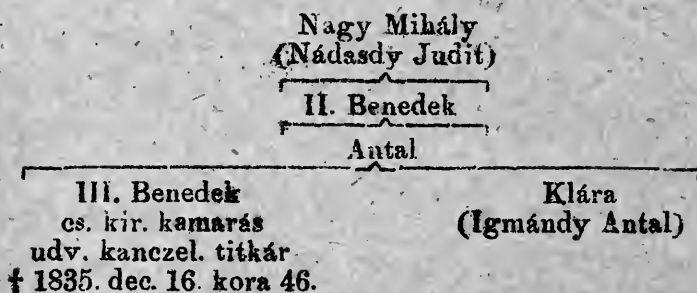 Nagy Mihály
(Nádasdy Judit)
II. Benedek
Antal
III. Benedek
cs. kir. kamarás
udv. kanczel. titkár
† 1835. dec. 16. kora 46.
Klára
(Igmándy Antal)